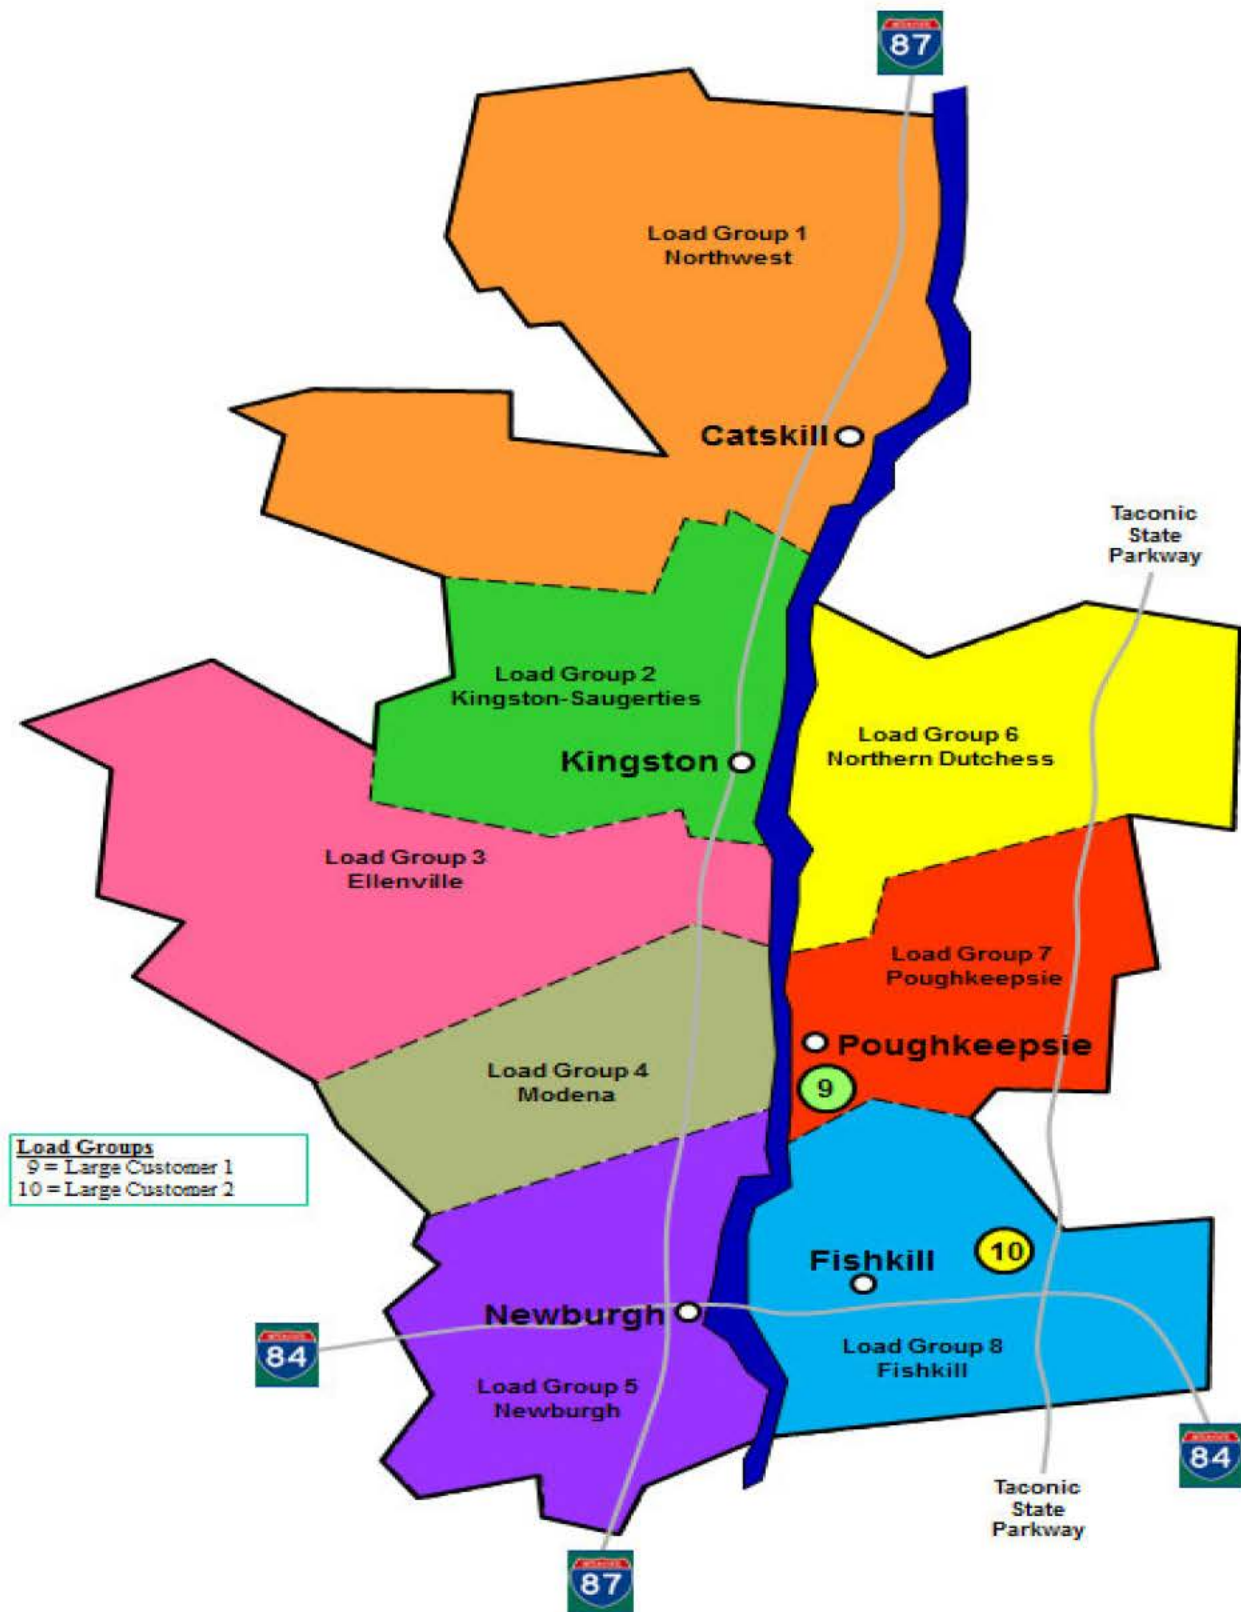 87
Load Group 1
Northwest
Catskill
Taconic
State
Parkway
Load Group 2
Kingston-Saugerties
Kingston
Load Group 6
Northern Dutchess
Load Group 3
Ellenville
Load Group 7
Poughkeepsie
Poughkeepsie
Load Group 4
Modena
9
Load Groups
9 = Large Customer 1
10 = Large Customer 2
10
Fishkill
Newburgh
84
Load Group 8
Fishkill
Load Group 5
Newburgh
84
Taconic
State
Parkway
87